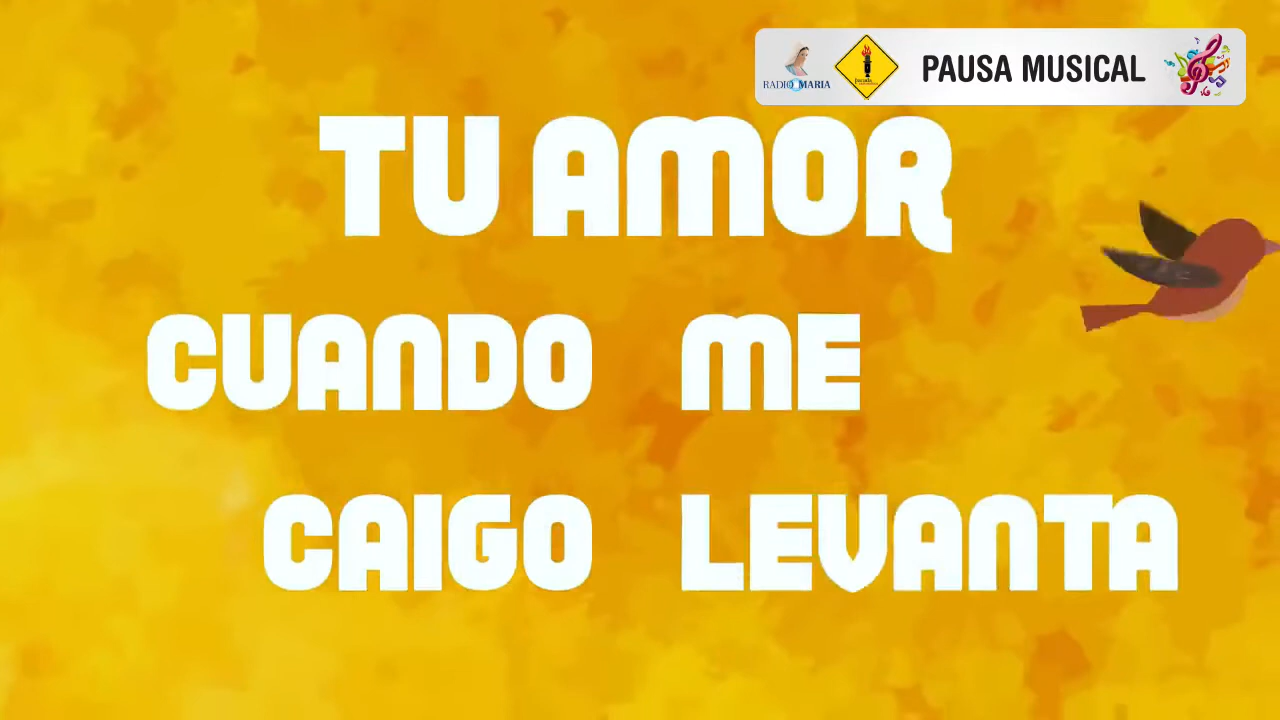 RADIO MARIA
PAUSA MUSICAL
TU AMOR
CUANDO ME
CAIGO LEVANTA